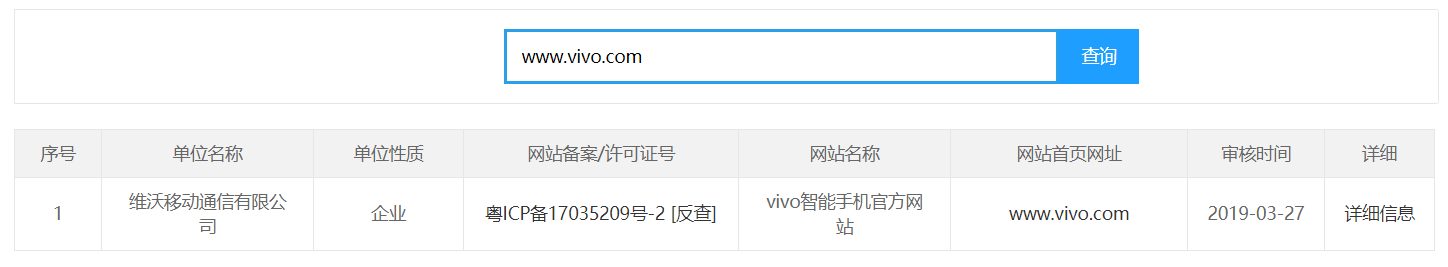 www.vivo.com
查询
序号
单位名称
单位性质
网站备案/许可证号
网站名称
网站首页网址
审核时间
详细
1
维沃移动通信有限公
司
企业
粤ICP备17035209号-2 [反查]
vivo智能手机官方网
站
www.vivo.com
2019-03-27
详细信息